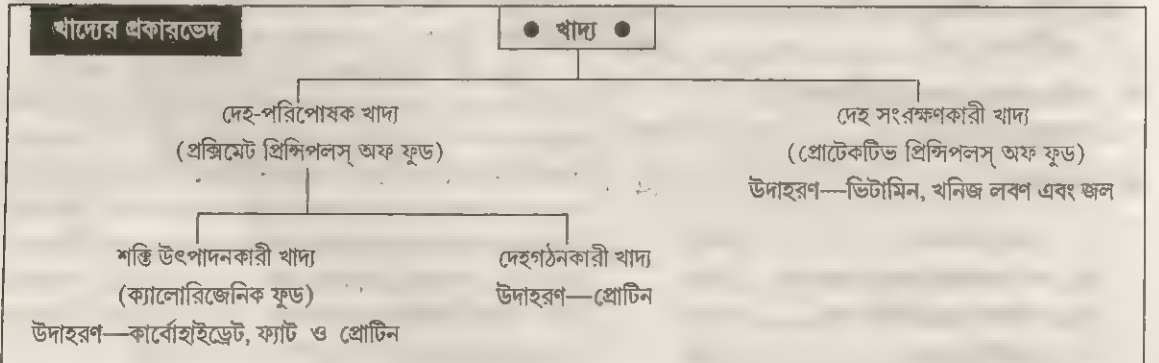 খাদ্যের প্রকারভেদ
● খাদ্য ●
দেহ-পরিপোষক খাদ্য
(প্রক্সিমেট প্রিন্সিপলস্ অফ ফুড)
দেহ সংরক্ষণকারী খাদ্য
(প্রোটেকটিভ প্রিন্সিপলস্ অফ ফুড)
উদাহরণ—ভিটামিন, খনিজ লবণ এবং জল
শক্তি উৎপাদনকারী খাদ্য
(ক্যালোরিজেনিক ফুড)
উদাহরণ—কার্বোহাইড্রেট, ফ্যাট ও প্রোটিন
দেহগঠনকারী খাদ্য
উদাহরণ—প্রোটিন